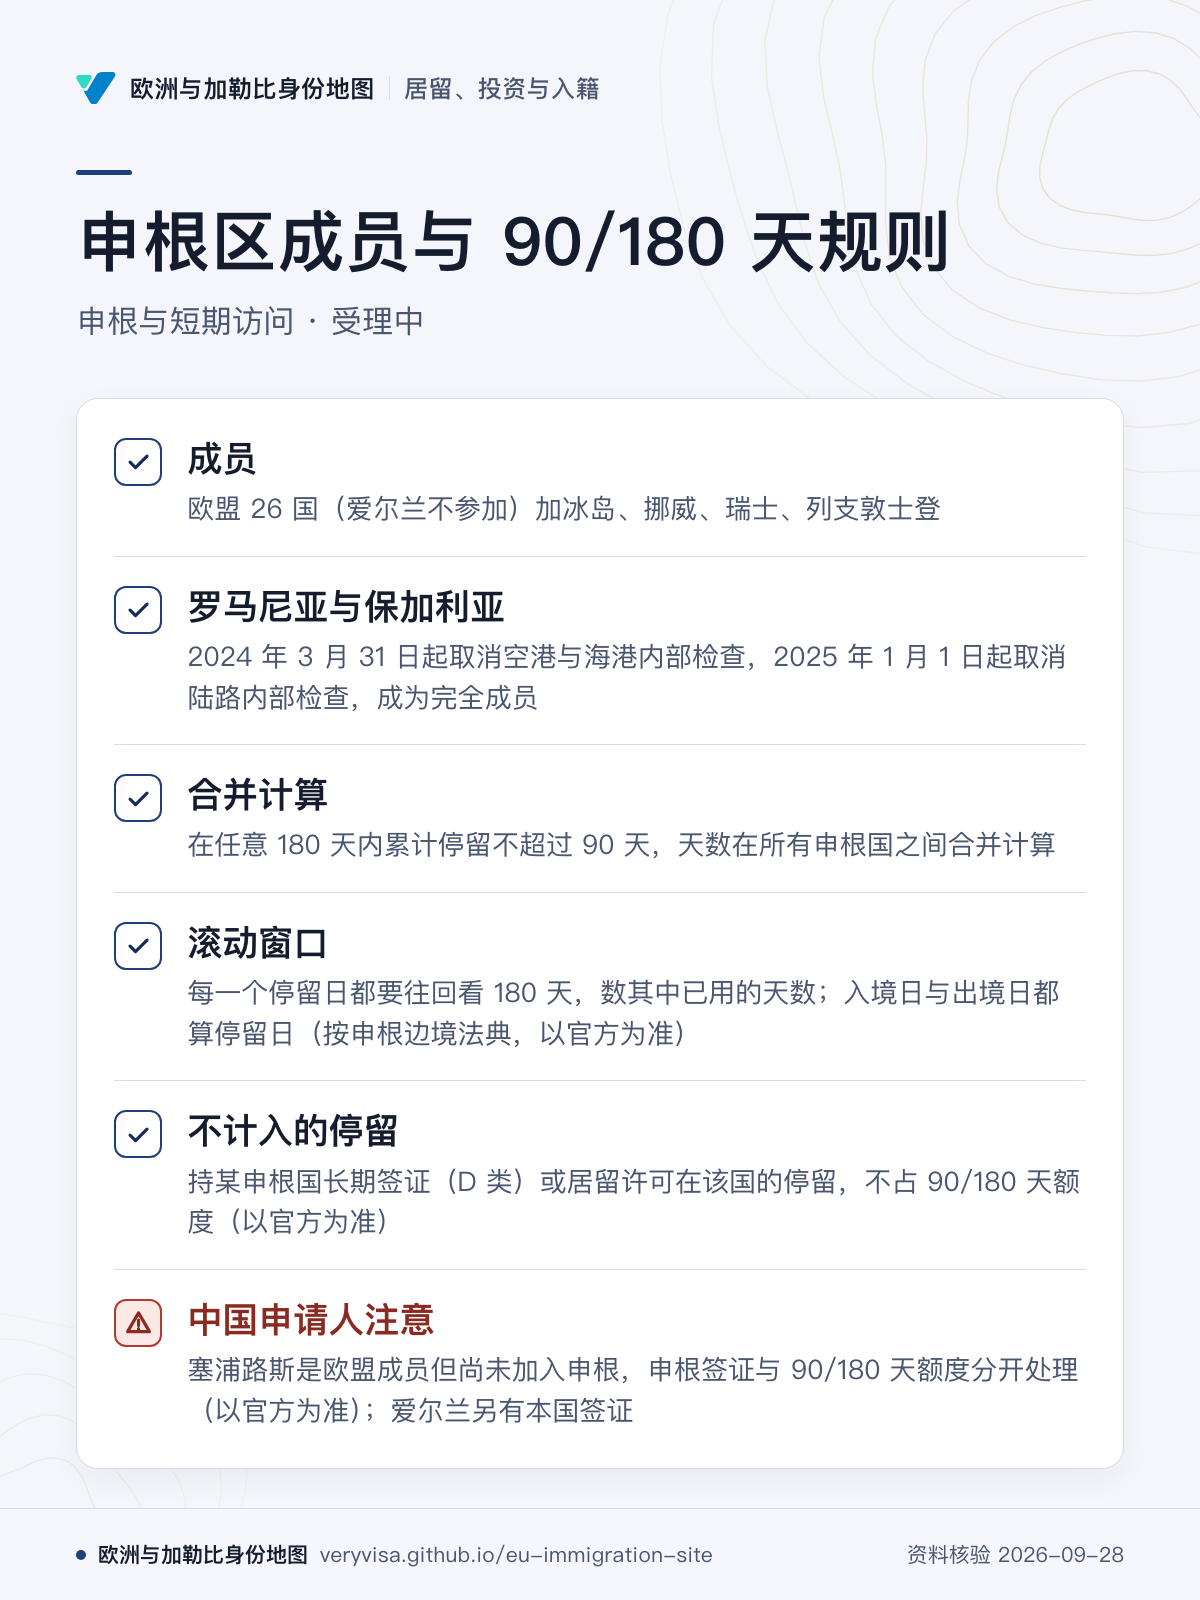 欧洲与加勒比身份地图 居留、投资与入籍
申根区成员与 90/180 天规则
申根与短期访问 · 受理中
成员
欧盟 26 国（爱尔兰不参加）加冰岛、挪威、瑞士、列支敦士登
罗马尼亚与保加利亚
2024 年 3 月 31 日起取消空港与海港内部检查，2025 年 1 月 1 日起取消
陆路内部检查，成为完全成员
合并计算
在任意 180 天内累计停留不超过 90 天，天数在所有申根国之间合并计算
滚动窗口
每一个停留日都要往回看 180 天，数其中已用的天数；入境日与出境日都
算停留日（按申根边境法典，以官方为准）
不计入的停留
持某申根国长期签证（D 类）或居留许可在该国的停留，不占 90/180 天额
度（以官方为准）
中国申请人注意
塞浦路斯是欧盟成员但尚未加入申根，申根签证与 90/180 天额度分开处理
（以官方为准）；爱尔兰另有本国签证
欧洲与加勒比身份地图 veryvisa.github.io/eu-immigration-site 资料核验 2026-09-28